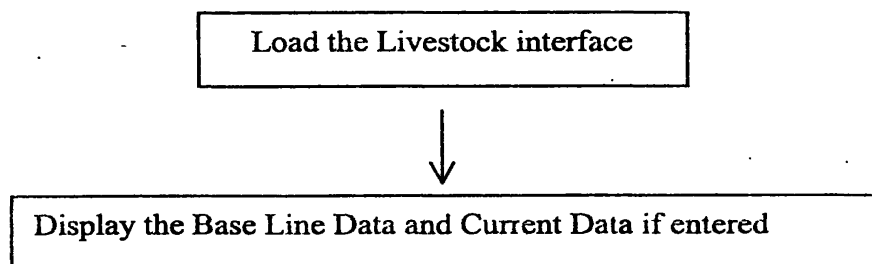 Load the Livestock interface
Display the Base Line Data and Current Data if entered